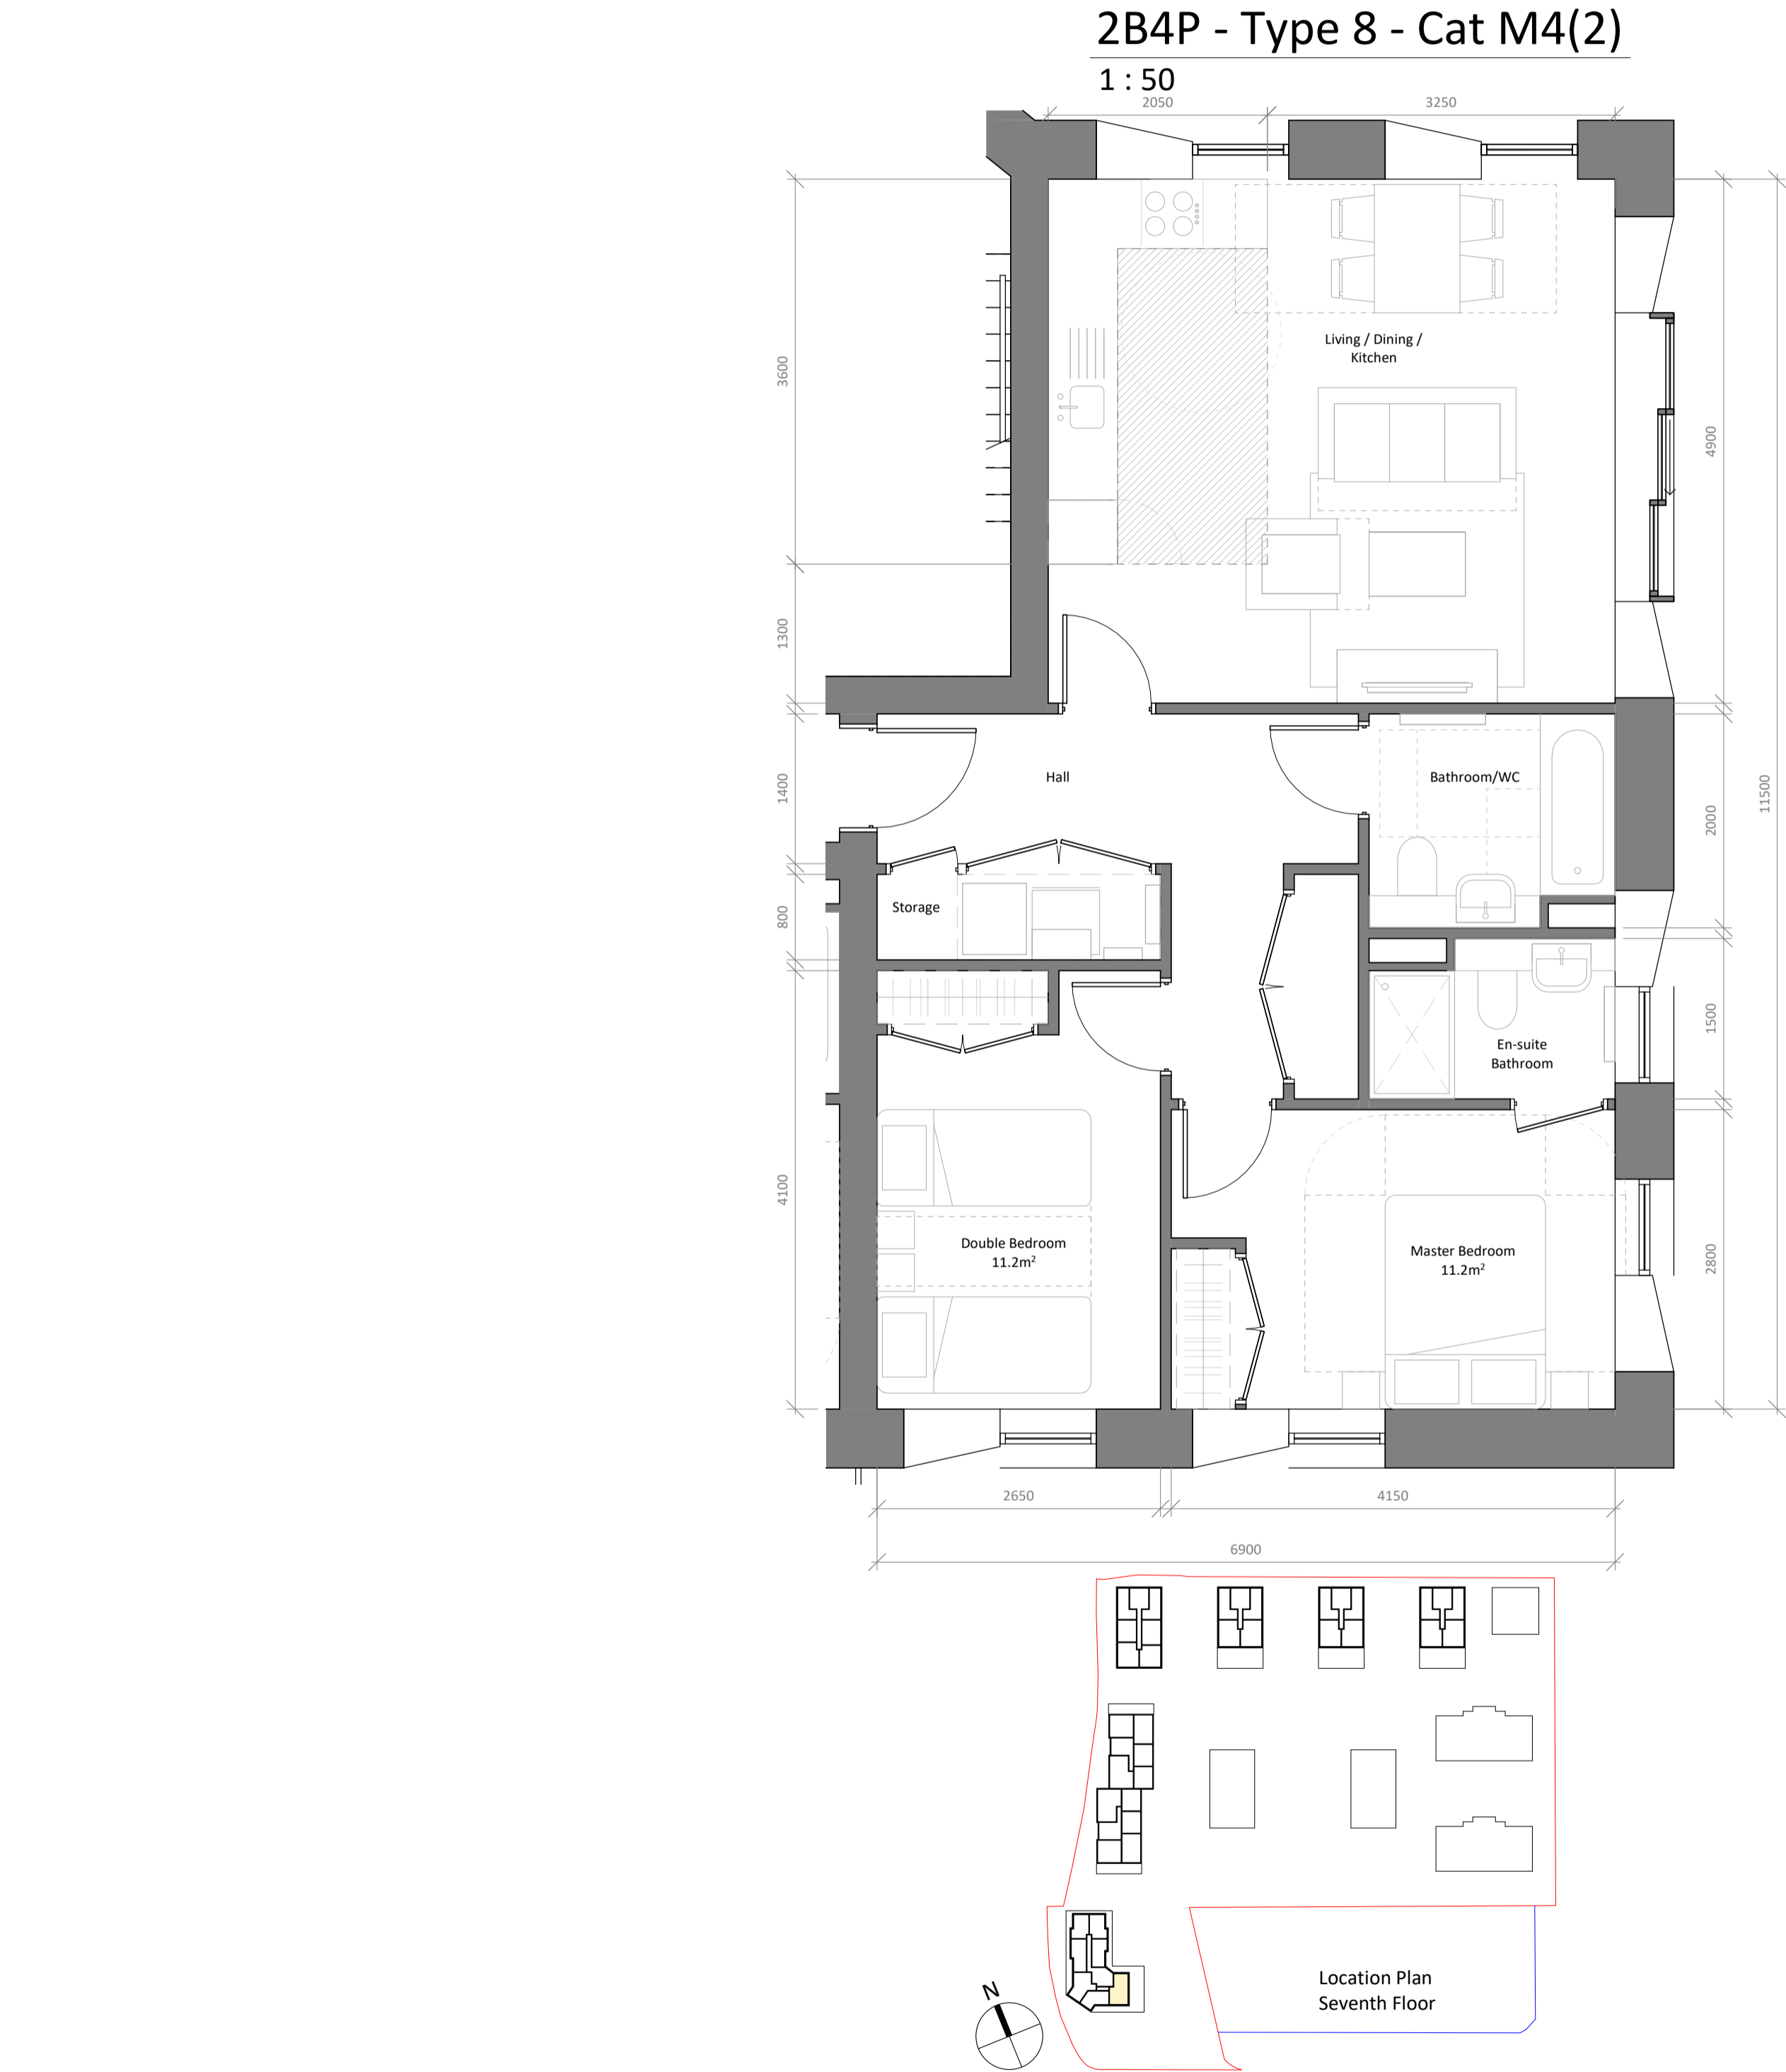 2B4P - Type 8 - Cat M4(2)
1 : 50
2050
3250
3600
Living / Dining /
Kitchen
4900
1300
Hall
Bathroom/WC
1400
2000
11500
Storage
800
En-suite
Bathroom
1500
Double Bedroom
11.2m²
Master Bedroom
11.2m²
4100
2800
2650
4150
6900
N
Location Plan
Seventh Floor